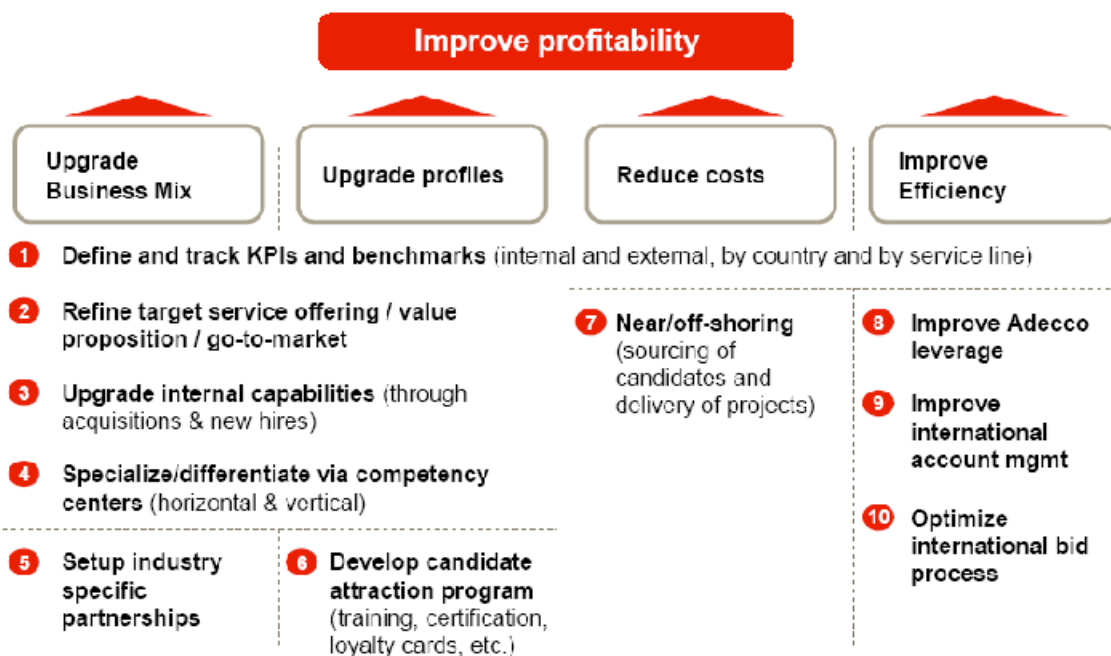 Improve profitability
Upgrade
Business Mix
Upgrade profiles
Reduce costs
Improve
Efficiency
1 Define and track KPIs and benchmarks (internal and external, by country and by service line)
2 Refine target service offering / value
proposition / go-to-market
3 Upgrade internal capabilities (through
acquisitions & new hires)
4 Specialize/differentiate via competency
centers (horizontal & vertical)
5 Setup industry
specific
partnerships
6 Develop candidate
attraction program
(training, certification,
loyalty cards, etc.)
7 Near/off-shoring
(sourcing of
candidates and
delivery of projects)
8 Improve Adecco
leverage
9 Improve
international
account mgmt
10 Optimize
international bid
process